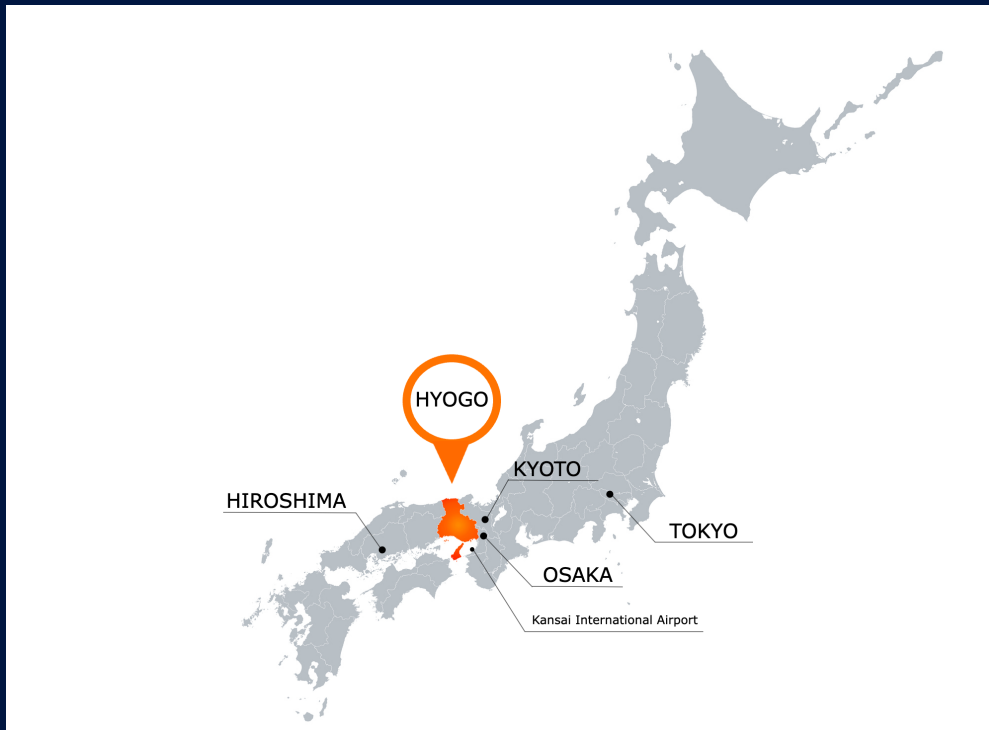 HYOGO
KYOTO
HIROSHIMA
TOKYO
OSAKA
Kansai International Airport